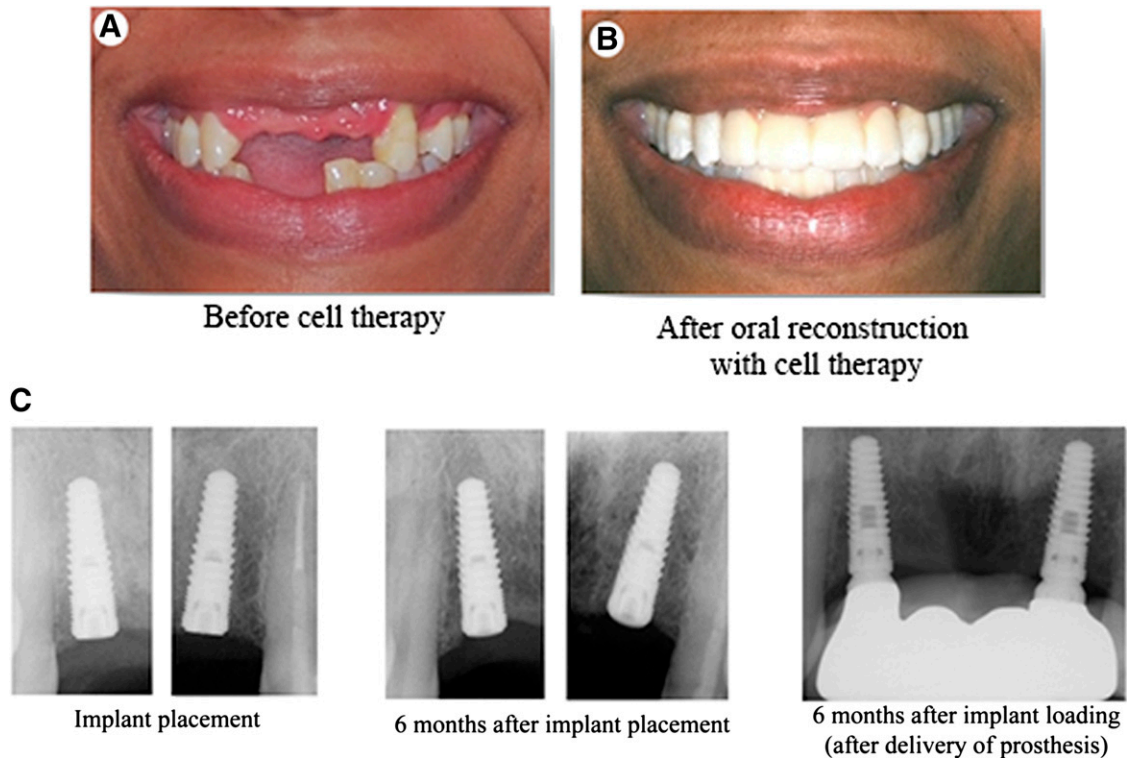 A
B
Before cell therapy
After oral reconstruction
with cell therapy
C
Implant placement
6 months after implant placement
6 months after implant loading
(after delivery of prosthesis)